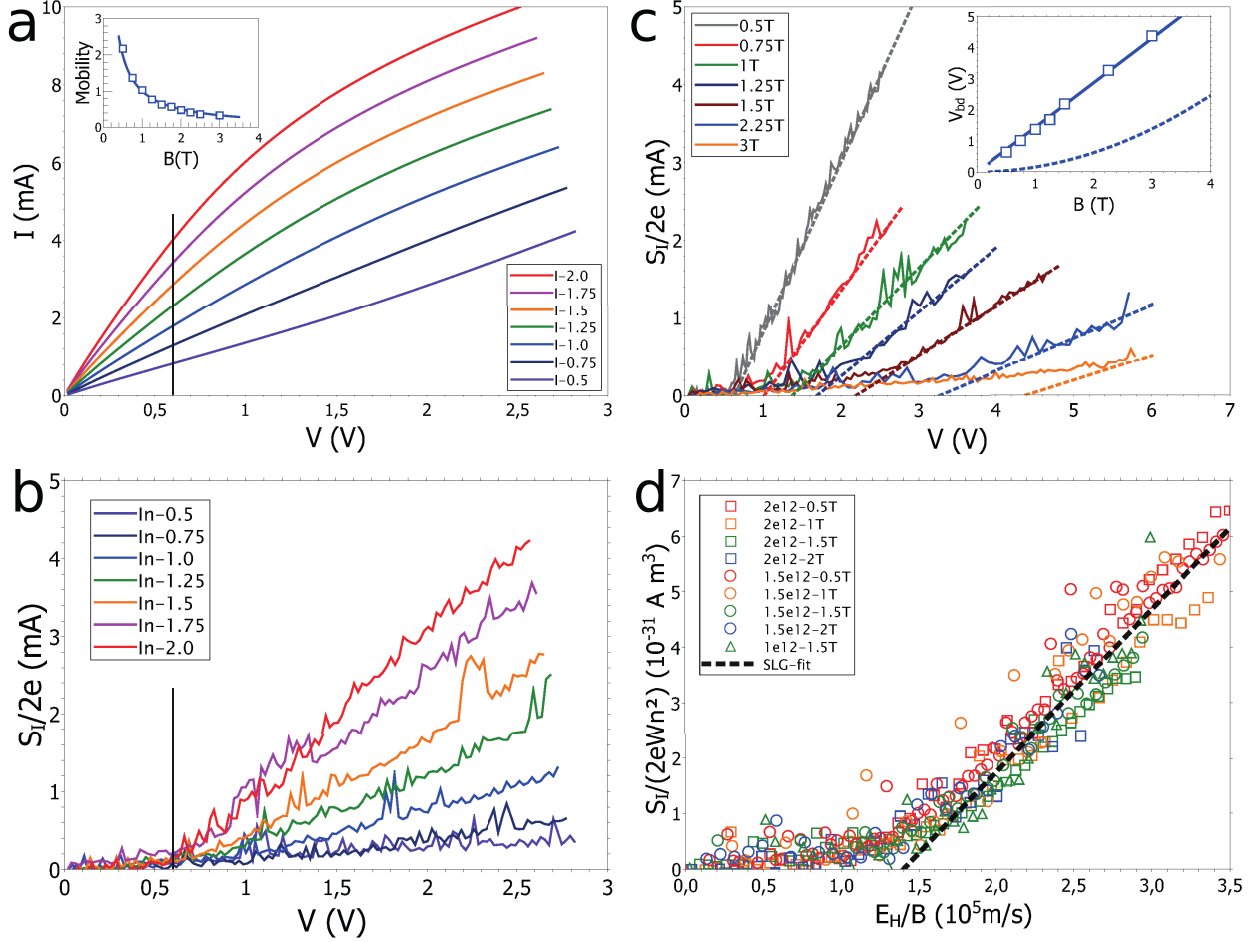 a
10
8
6
4
2
0
I (mA)
0
0,5
1
1,5
2
2,5
3
V (V)
3
2
1
0
Mobility
0
1
2
3
4
B(T)
I-2.0
I-1.75
I-1.5
I-1.25
I-1.0
I-0.75
I-0.5
c
5
4
3
2
1
0
S_I/2e (mA)
0
1
2
3
4
5
6
7
V (V)
0.5T
0.75T
1T
1.25T
1.5T
2.25T
3T
5
4
3
2
1
0
V_bd (V)
0
1
2
3
4
B (T)
b
5
4
3
2
1
0
S_I/2e (mA)
0
0,5
1
1,5
2
2,5
3
V (V)
In-0.5
In-0.75
In-1.0
In-1.25
In-1.5
In-1.75
In-2.0
d
7
6
5
4
3
2
1
0
S_I/(2eWn²) (10⁻³¹ A m³)
0,0
0,5
1,0
1,5
2,0
2,5
3,0
3,5
E_H/B (10⁵m/s)
2e12-0.5T
2e12-1T
2e12-1.5T
2e12-2T
1.5e12-0.5T
1.5e12-1T
1.5e12-1.5T
1.5e12-2T
1e12-1.5T
SLG-fit